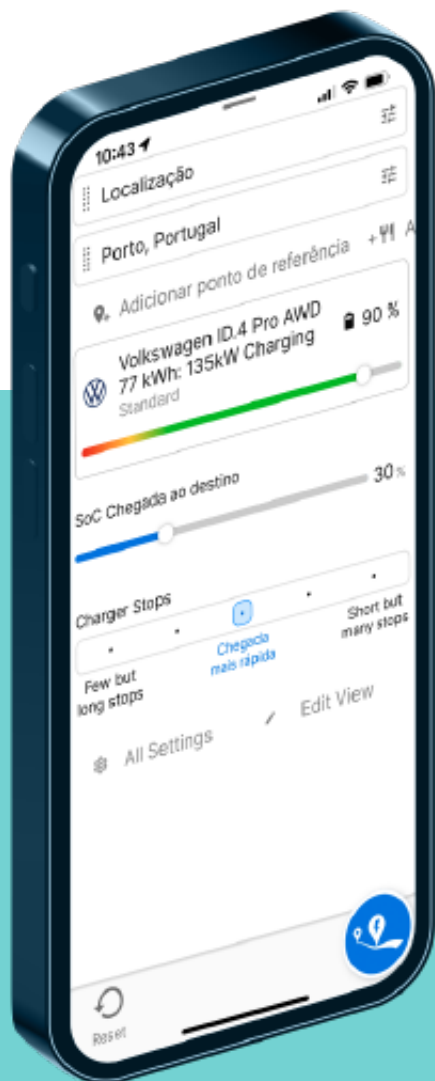 10:43
Localização
Porto, Portugal
Adicionar ponto de referência + A
Volkswagen ID.4 Pro AWD
77 kWh: 135kW Charging
Standard
90 %
SoC Chegada ao destino
30 %
Charger Stops
Few but
long stops
Chegada
mais rápida
Short but
many stops
All Settings
Edit View
Reset